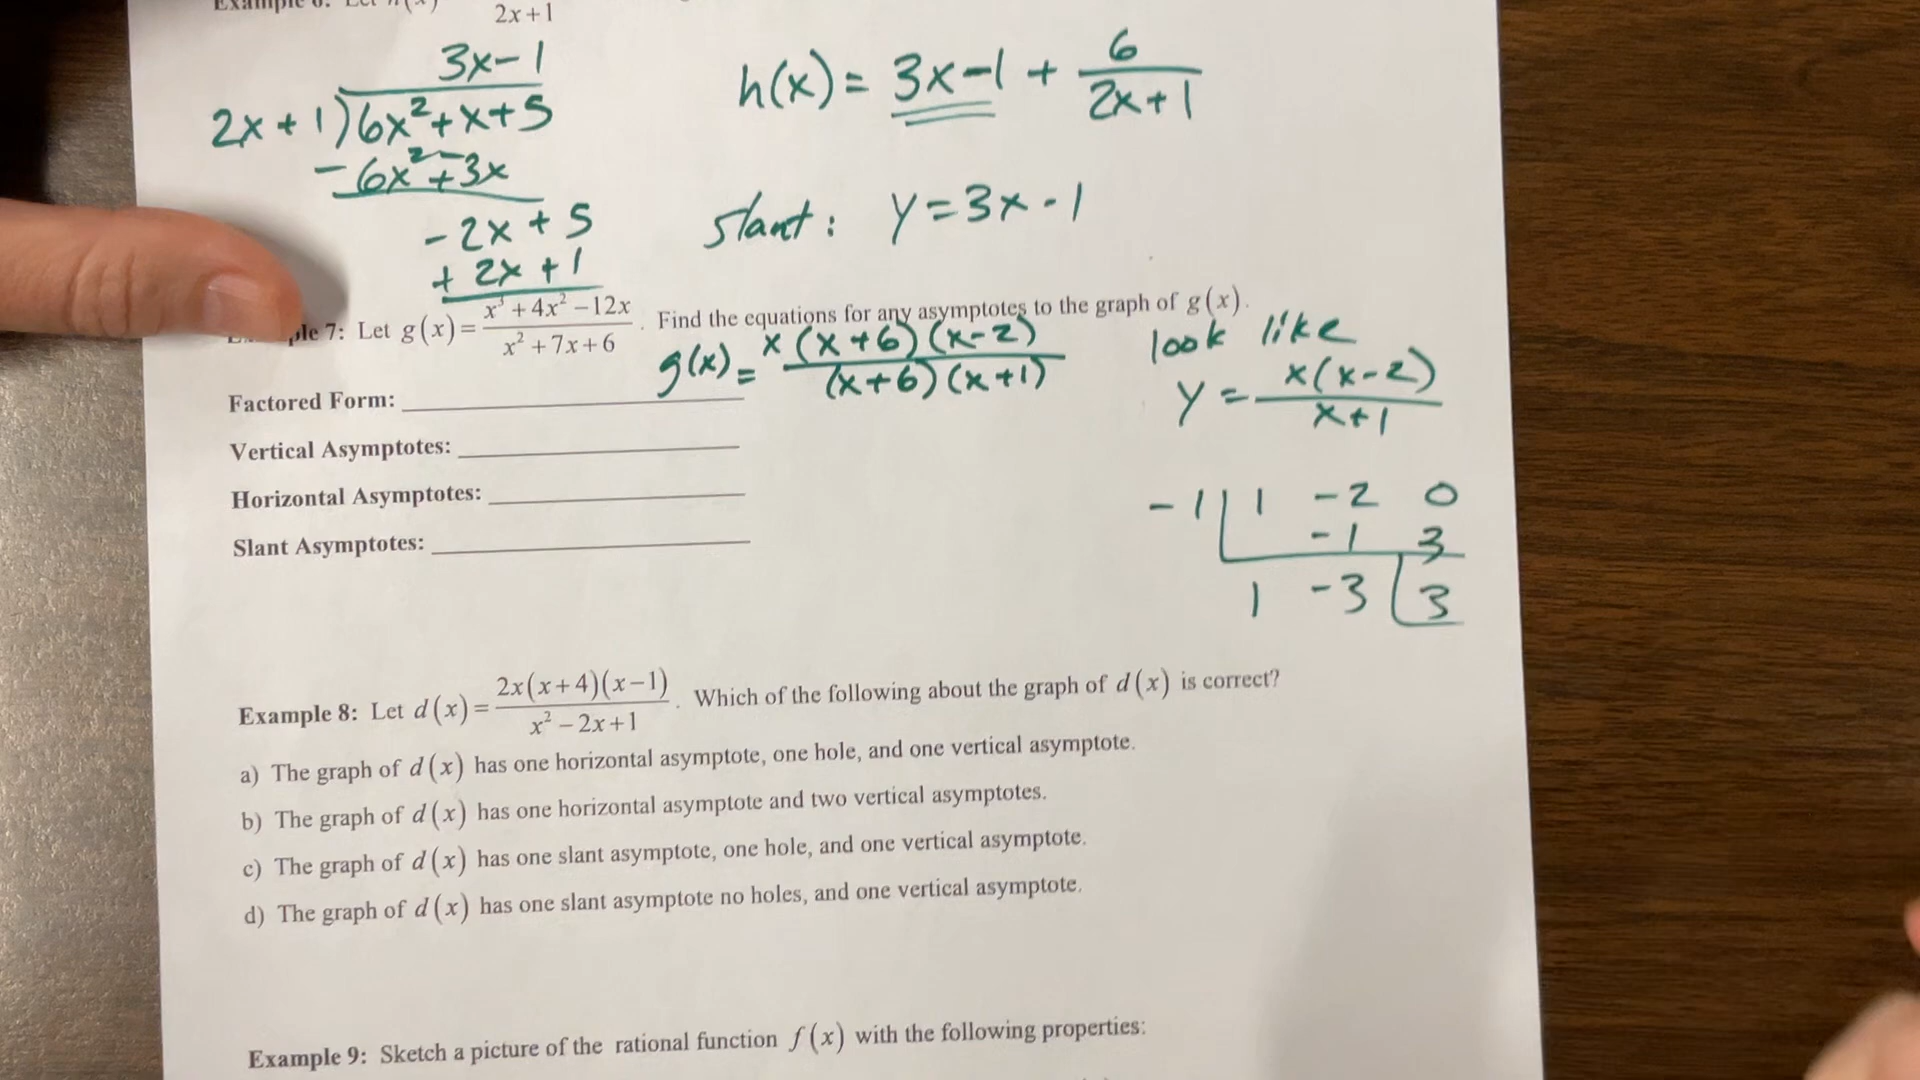 2x+1
3x-1
2x+1)6x²+x+5
-6x²+3x
-2x+5
+2x+1
h(x)= 3x-1 + 6/(2x+1)
slant: y=3x-1
ple 7: Let g(x)= (x³+4x²-12x)/(x²+7x+6). Find the equations for any asymptotes to the graph of g(x).
g(x)= x(x+6)(x-2)/(x+6)(x+1)
look like
y= x(x-2)/(x+1)
Factored Form:
Vertical Asymptotes:
Horizontal Asymptotes:
Slant Asymptotes:
-1 | 1 -2 0
-1 3
1 -3 | 3
Example 8: Let d(x)= 2x(x+4)(x-1)/(x²-2x+1). Which of the following about the graph of d(x) is correct?
a) The graph of d(x) has one horizontal asymptote, one hole, and one vertical asymptote.
b) The graph of d(x) has one horizontal asymptote and two vertical asymptotes.
c) The graph of d(x) has one slant asymptote, one hole, and one vertical asymptote.
d) The graph of d(x) has one slant asymptote no holes, and one vertical asymptote.
Example 9: Sketch a picture of the rational function f(x) with the following properties: